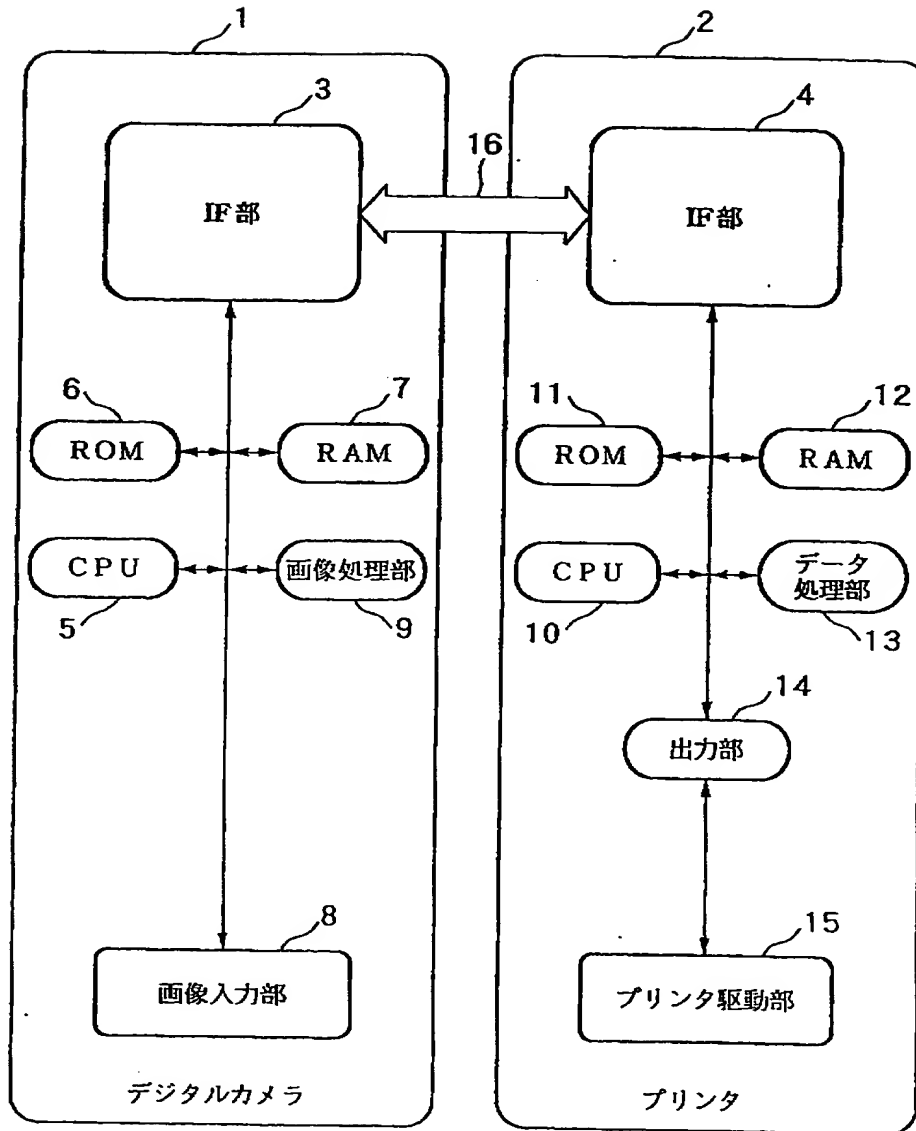 1
2
3
4
16
IF部
IF部
6
7
11
12
ROM
RAM
ROM
RAM
CPU
画像処理部
CPU
データ
処理部
5
9
10
13
14
出力部
8
15
画像入力部
プリンタ駆動部
デジタルカメラ
プリンタ